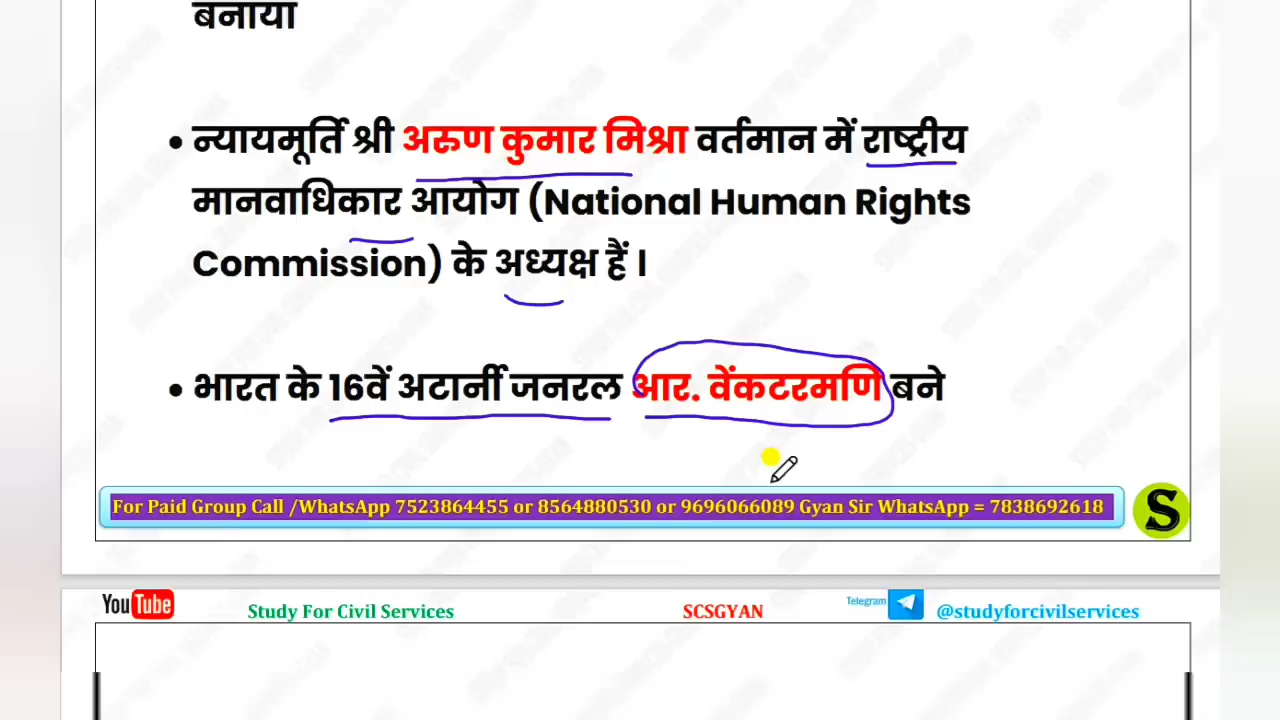 बनाया
• न्यायमूर्ति श्री अरुण कुमार मिश्रा वर्तमान में राष्ट्रीय
मानवाधिकार आयोग (National Human Rights
Commission) के अध्यक्ष हैं ।
• भारत के 16वें अटार्नी जनरल आर. वेंकटरमणि बने
For Paid Group Call /WhatsApp 7523864455 or 8564880530 or 9696066089 Gyan Sir WhatsApp = 7838692618
S
YouTube Study For Civil Services SCSGYAN Telegram @studyforcivilservices